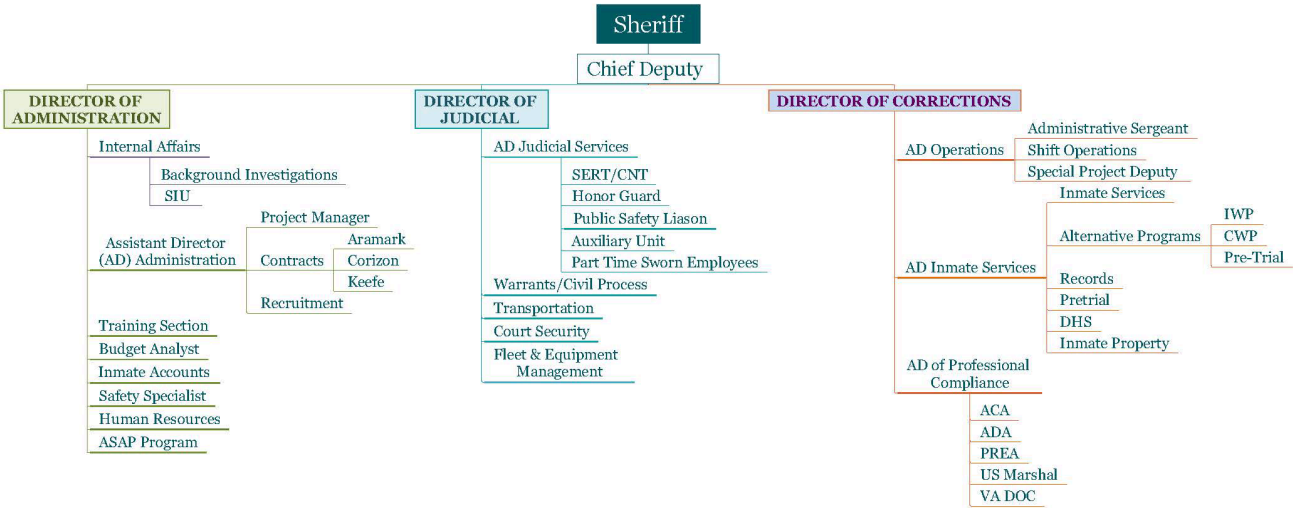 Sheriff
Chief Deputy
DIRECTOR OF
ADMINISTRATION
Internal Affairs
Background Investigations
SIU
Assistant Director
(AD) Administration
Project Manager
Contracts
Aramark
Corizon
Keefe
Recruitment
Training Section
Budget Analyst
Inmate Accounts
Safety Specialist
Human Resources
ASAP Program
DIRECTOR OF
JUDICIAL
AD Judicial Services
SERT/CNT
Honor Guard
Public Safety Liason
Auxiliary Unit
Part Time Sworn Employees
Warrants/Civil Process
Transportation
Court Security
Fleet & Equipment
Management
DIRECTOR OF CORRECTIONS
AD Operations
Administrative Sergeant
Shift Operations
Special Project Deputy
AD Inmate Services
Inmate Services
Alternative Programs
IWP
CWP
Pre-Trial
Records
Pretrial
DHS
Inmate Property
AD of Professional
Compliance
ACA
ADA
PREA
US Marshal
VA DOC